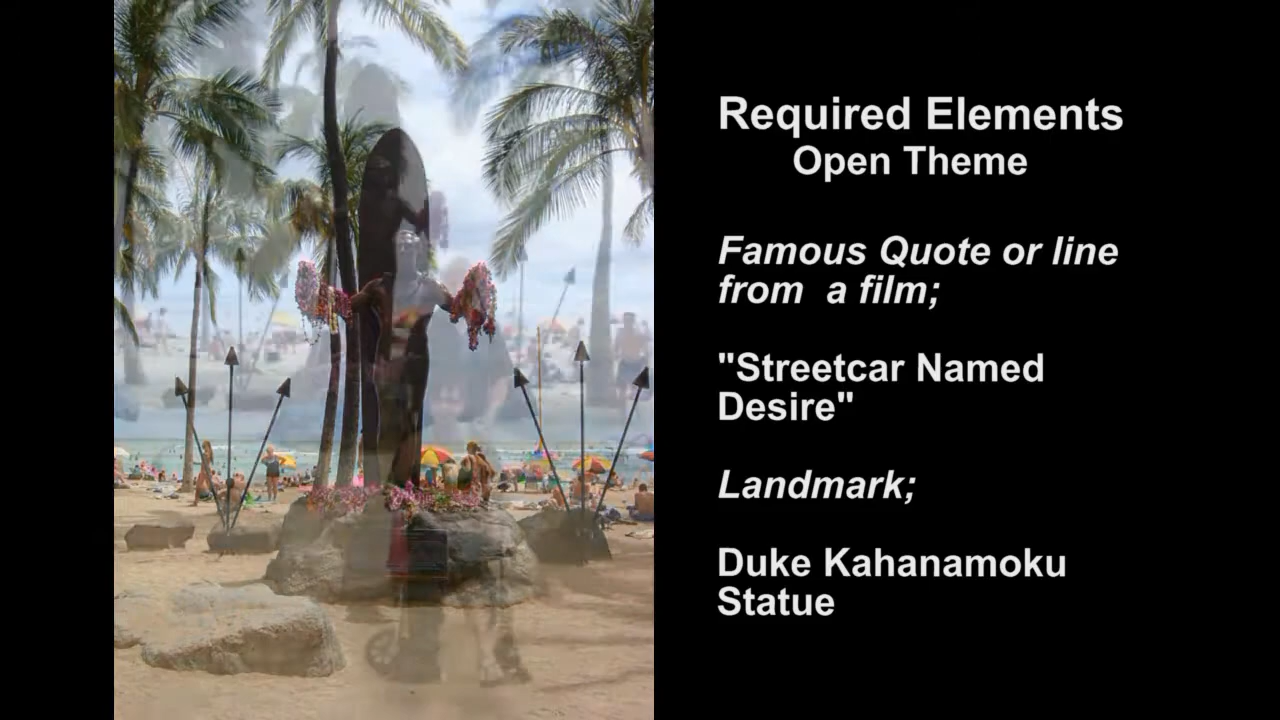 Required Elements
Open Theme
Famous Quote or line
from a film;
"Streetcar Named
Desire"
Landmark;
Duke Kahanamoku
Statue